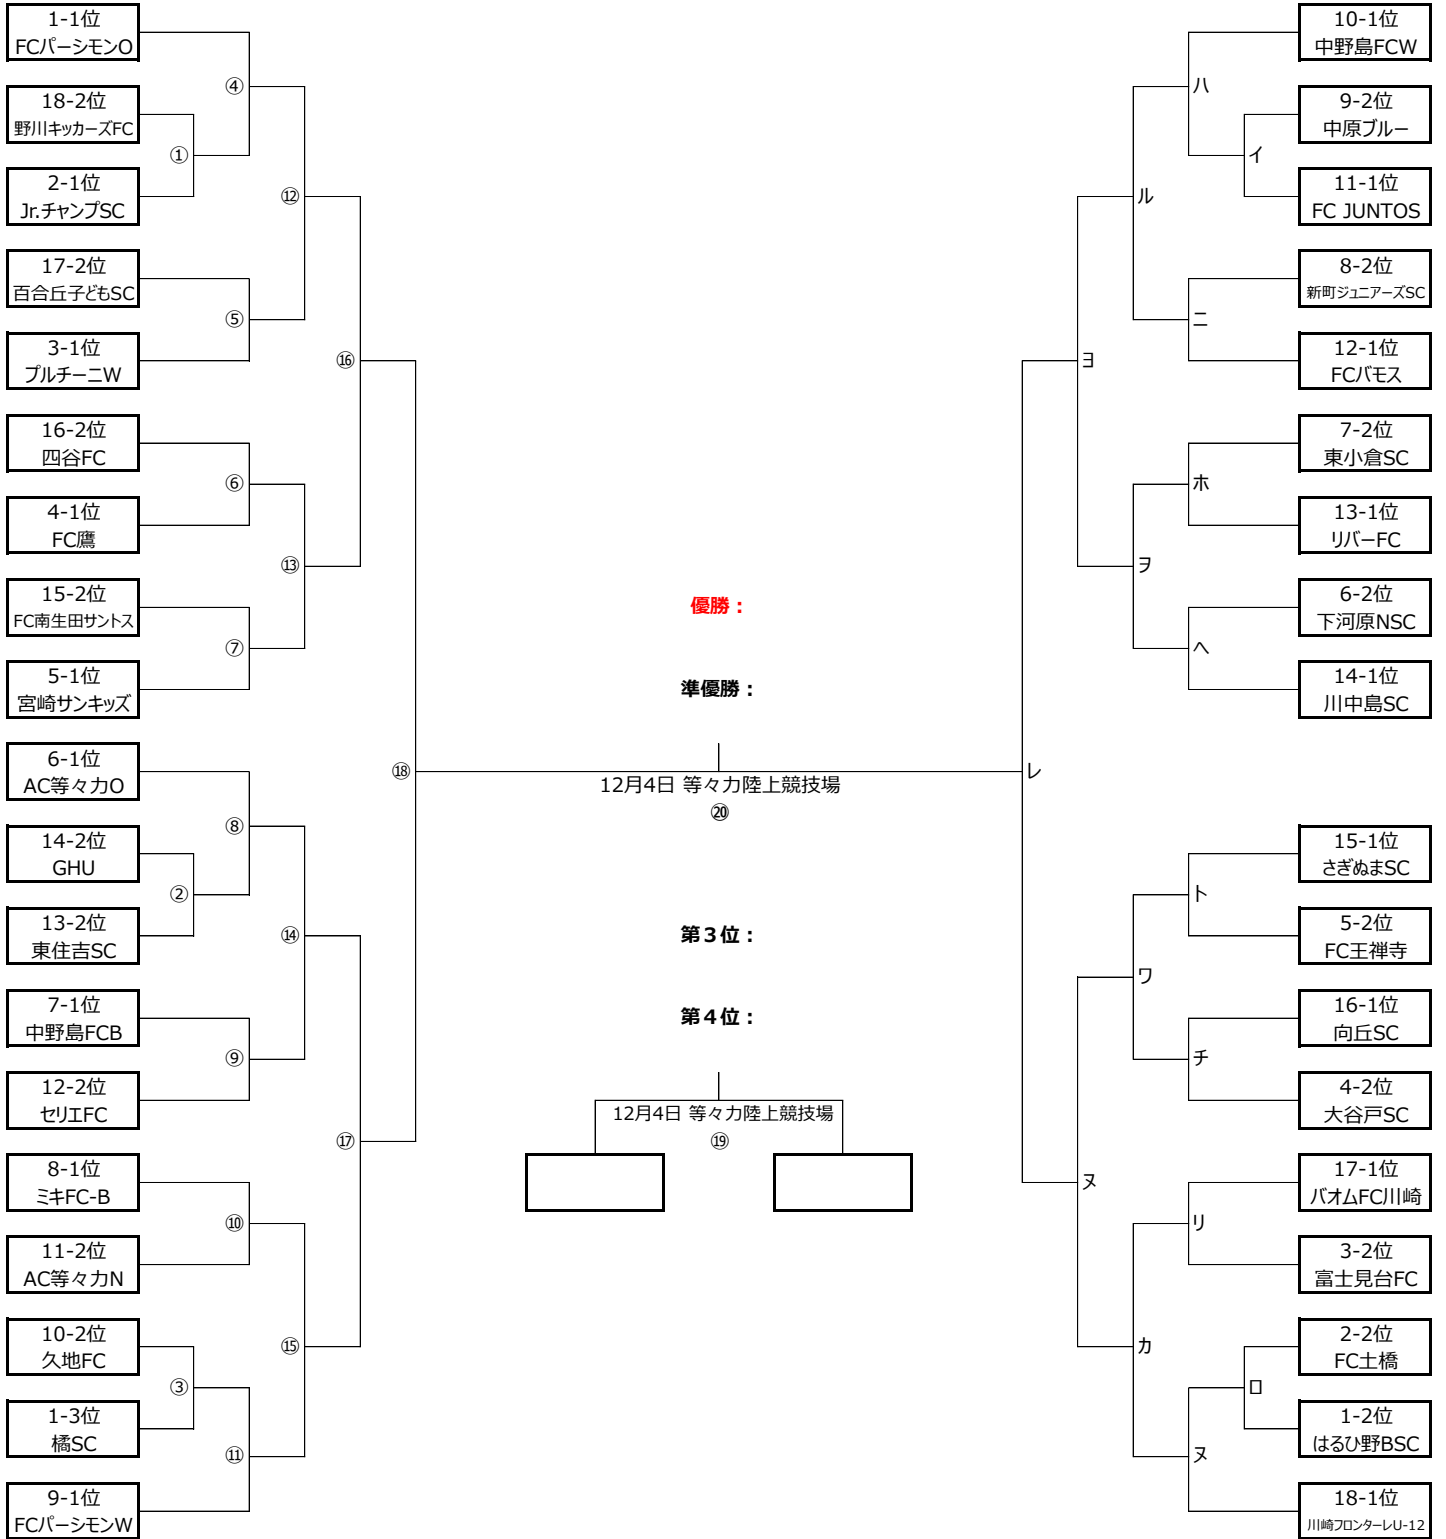 1-1位
FCパーシモンO
④
18-2位
野川キッカーズFC
①
2-1位
Jr.チャンプSC
⑫
17-2位
百合丘子どもSC
⑤
3-1位
プルチーニW
⑯
16-2位
四谷FC
⑥
4-1位
FC鷹
⑬
15-2位
FC南生田サントス
⑦
5-1位
宮崎サンキッズ
6-1位
AC等々力O
⑱
⑧
14-2位
GHU
②
13-2位
東住吉SC
⑭
7-1位
中野島FCB
⑨
12-2位
セリエFC
⑰
8-1位
ミキFC-B
⑩
11-2位
AC等々力N
10-2位
久地FC
⑮
③
1-3位
橘SC
⑪
9-1位
FCパーシモンW
優勝：
準優勝：
12月4日 等々力陸上競技場
⑳
第３位：
第４位：
12月4日 等々力陸上競技場
⑲
10-1位
中野島FCW
ハ
9-2位
中原ブルー
イ
11-1位
FC JUNTOS
ル
8-2位
新町ジュニアーズSC
ニ
12-1位
FCバモス
ヨ
7-2位
東小倉SC
ホ
13-1位
リバーFC
ヲ
6-2位
下河原NSC
ヘ
14-1位
川中島SC
レ
15-1位
さぎぬまSC
ト
5-2位
FC王禅寺
ワ
16-1位
向丘SC
チ
4-2位
大谷戸SC
ヌ
17-1位
バオムFC川崎
リ
3-2位
富士見台FC
カ
2-2位
FC土橋
ロ
1-2位
はるひ野BSC
ヌ
18-1位
川崎フロンターレU-12